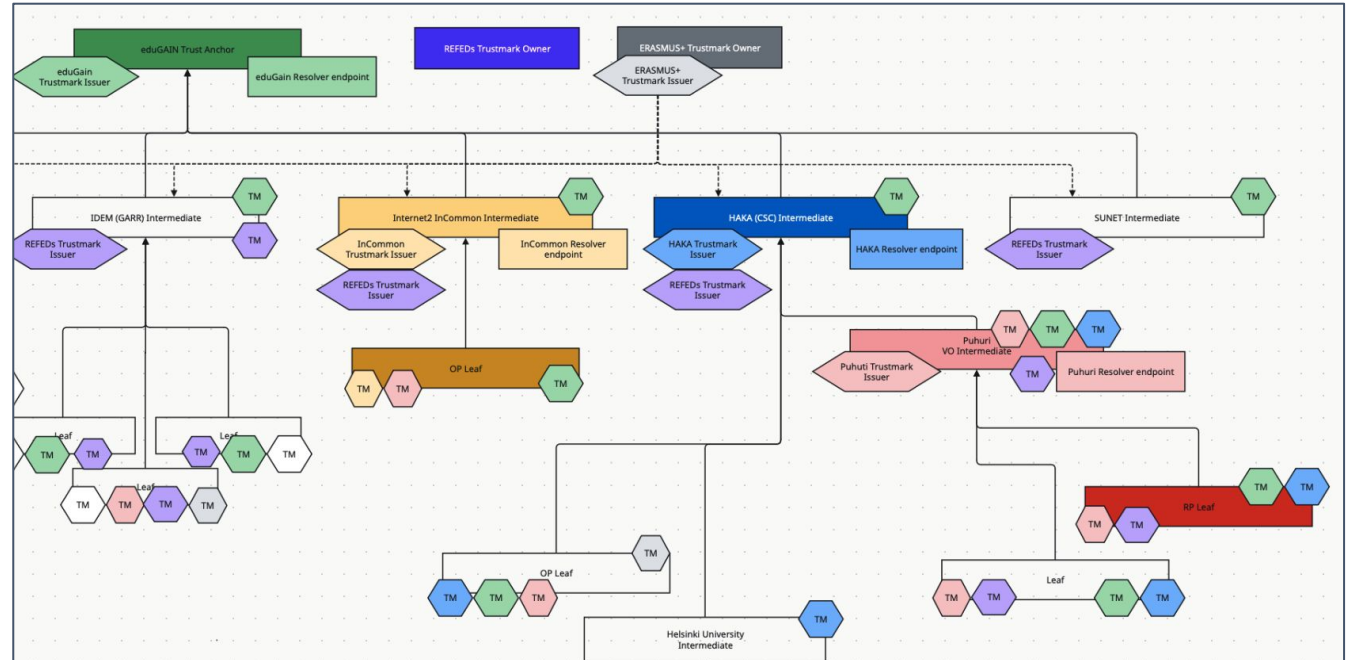 eduGAIN Trust Anchor
REFEDs Trustmark Owner
ERASMUS+ Trustmark Owner
eduGain
Trustmark Issuer
eduGain Resolver endpoint
ERASMUS+
Trustmark Issuer
TM
TM
TM
TM
IDEM (GARR) Intermediate
Internet2 InCommon Intermediate
HAKA (CSC) Intermediate
SUNET Intermediate
REFEDs Trustmark
Issuer
TM
InCommon
Trustmark Issuer
InCommon Resolver
endpoint
HAKA Trustmark
Issuer
HAKA Resolver endpoint
REFEDs Trustmark
Issuer
REFEDs Trustmark
Issuer
REFEDs Trustmark
Issuer
TM
TM
TM
Puhuri
VO Intermediate
Puhuti Trustmark
Issuer
TM
Puhuri Resolver endpoint
OP Leaf
TM
TM
TM
Leaf
TM
TM
Leaf
TM
TM
TM
Leaf
TM
TM
TM
TM
TM
TM
RP Leaf
TM
TM
TM
OP Leaf
TM
TM
TM
Leaf
TM
TM
TM
TM
TM
Helsinki University
Intermediate